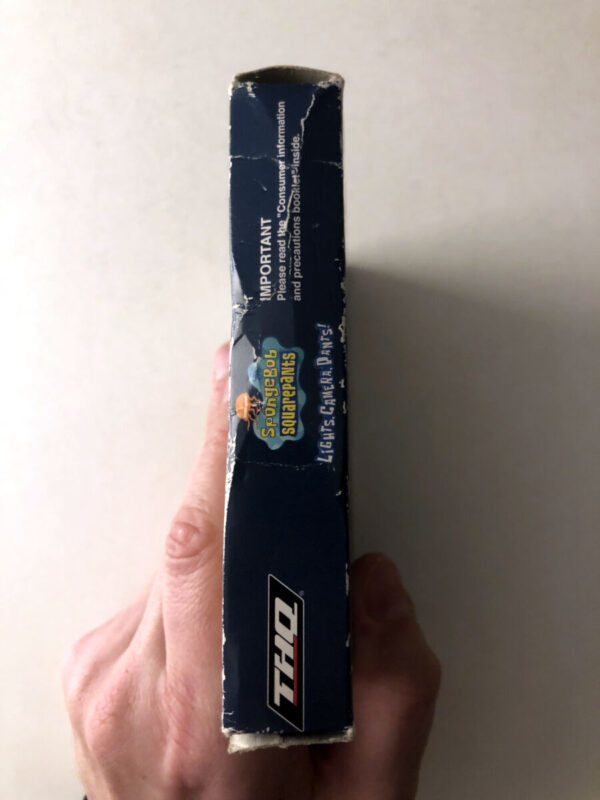 IMPORTANT
Please read the "Consumer information
and precautions booklet" inside.
SpongeBob
SQUAREPANTS
LIGHTS, CAMERA, PANTS!
THQ®